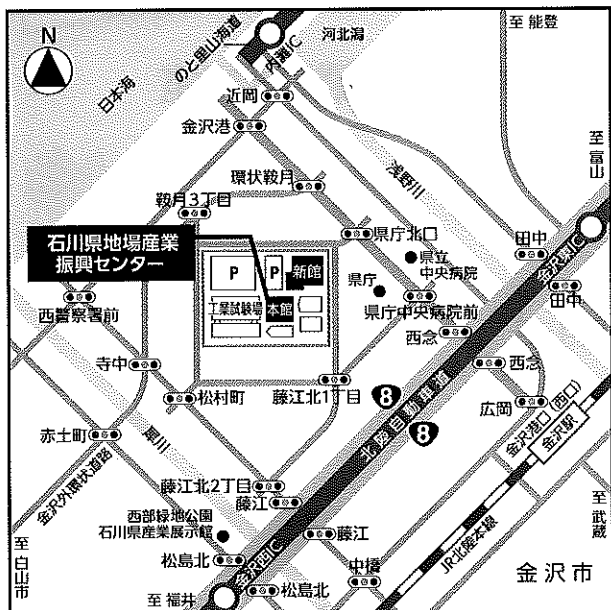 至 能登
河北潟
のと里山海道
内灘IC
N
日本海
近岡
金沢港
浅野川
至 富山
環状鞍月
鞍月3丁目
県庁北口
田中
金沢東IC
石川県地場産業
振興センター
P
P
新館
県立
中央病院
県庁
田中
工業試験場
本館
県庁中央病院前
西警察署前
西念
西念
寺中
藤江北1丁目
8
北陸自動車道
広岡
松村町
8
金沢港口(西口)
金沢駅
赤土町
犀川
金沢外環状道路
藤江北2丁目
藤江
西部緑地公園
石川県産業展示館
藤江
至 武蔵
JR北陸本線
至 白山市
松島北
金沢西IC
中橋
金沢市
至 福井
松島北